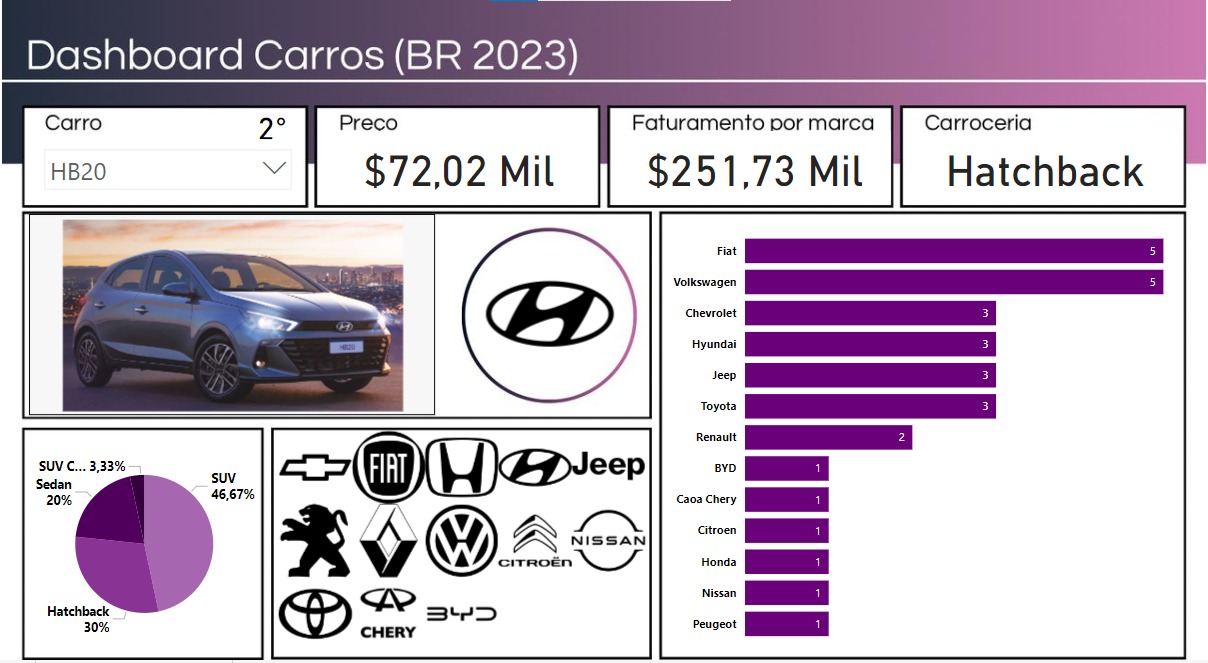 Dashboard Carros (BR 2023)
Carro
2°
HB20
Preco
$72,02 Mil
Faturamento por marca
$251,73 Mil
Carroceria
Hatchback
HB20
Fiat 5
Volkswagen 5
Chevrolet 3
Hyundai 3
Jeep 3
Toyota 3
Renault 2
BYD 1
Caoa Chery 1
Citroen 1
Honda 1
Nissan 1
Peugeot 1
SUV C... 3,33%
Sedan
20%
SUV
46,67%
Hatchback
30%
FIAT
Jeep
CITROËN
NISSAN
CHERY
BYD